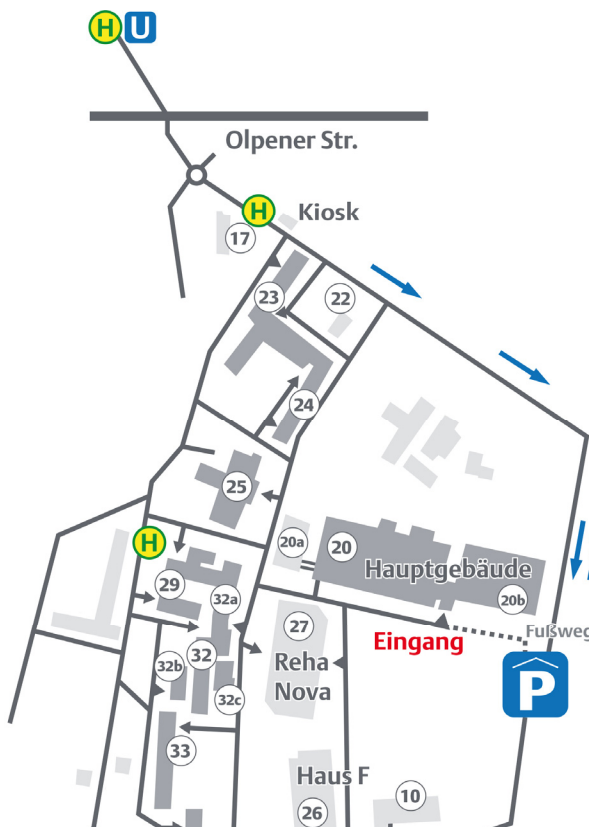 H U
Olpener Str.
H
Kiosk
17
23
22
24
25
20a
20
H
Hauptgebäude
29
32a
20b
27
Eingang
Fußweg
32b
32
Reha
Nova
P
32c
33
Haus F
10
26